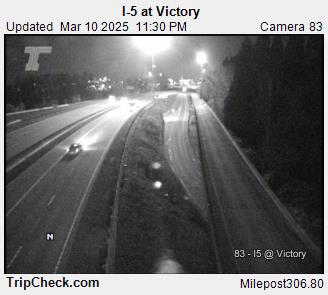 I-5 at Victory
Updated Mar 10 2025 11:30 PM Camera 83
T
N
83 - I5 @ Victory
TripCheck.com Milepost306.80